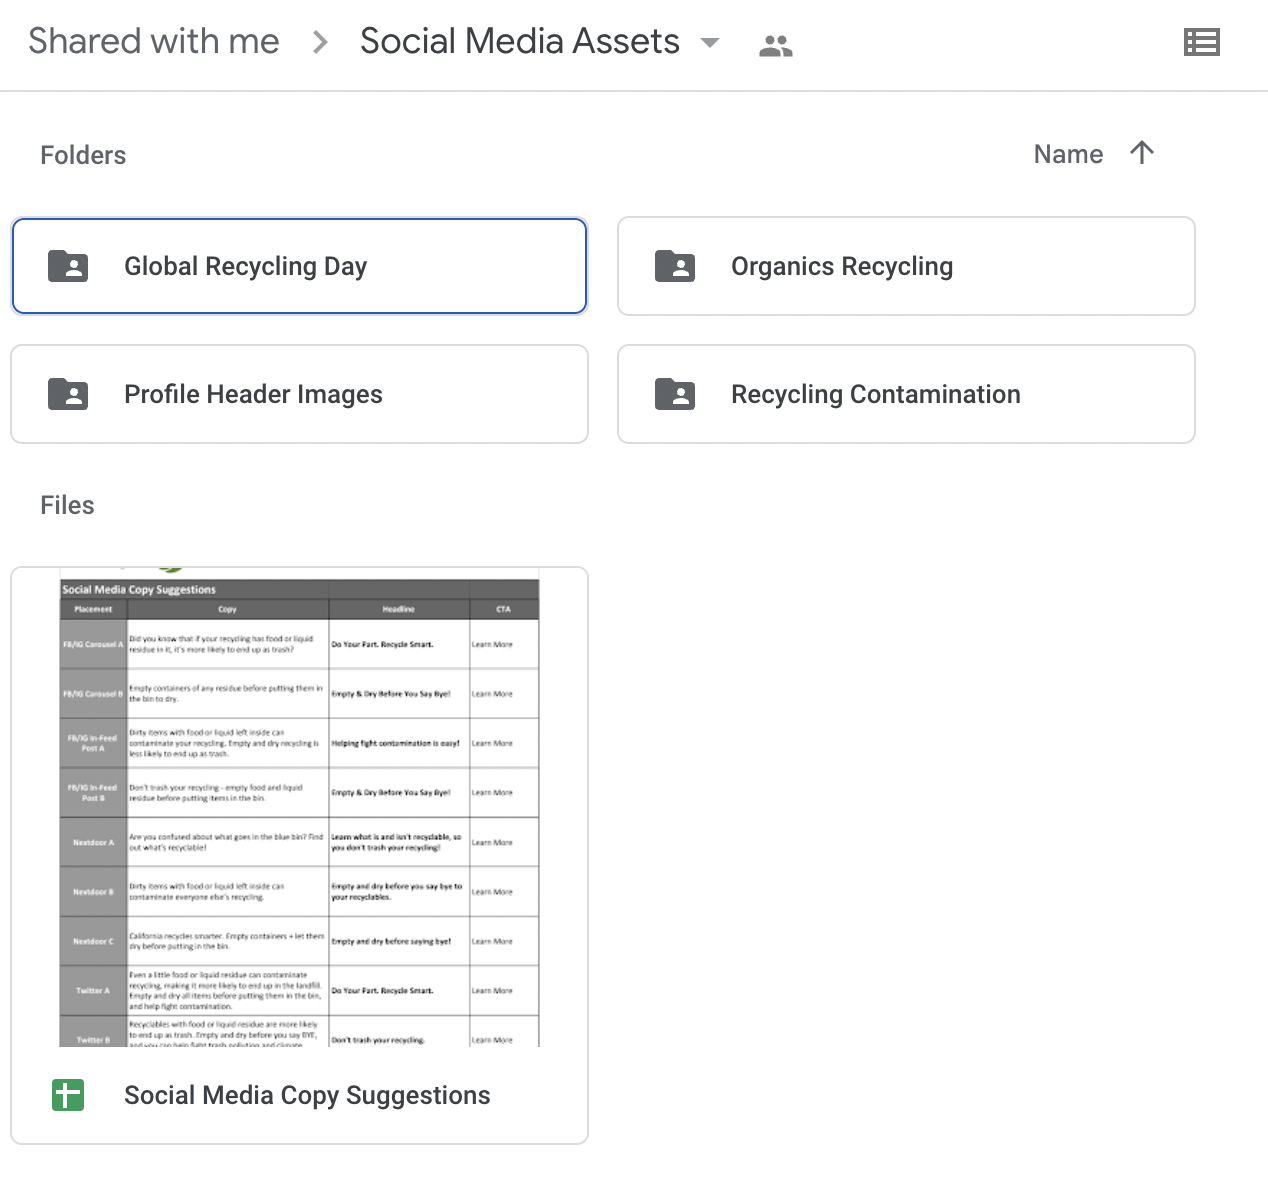 Shared with me > Social Media Assets
Folders
Name
Global Recycling Day
Organics Recycling
Profile Header Images
Recycling Contamination
Files
Social Media Copy Suggestions
Placement Copy Headline CTA
FB/IG Carousel A
Did you know that if your recycling has food or liquid
residue in it, it's more likely to end up as trash?
Do Your Part. Recycle Smart.
Learn More
FB/IG Carousel B
Empty containers of any residue before putting them in
the bin to dry.
Empty & Dry Before You Say Bye!
Learn More
FB/IG In-Feed
Post A
Dirty items with food or liquid left inside can
contaminate your recycling. Empty and dry recycling is
less likely to end up as trash.
Helping fight contamination is easy!
Learn More
FB/IG In-Feed
Post B
Don't trash your recycling - empty food and liquid
residue before putting items in the bin.
Empty & Dry Before You Say Bye!
Learn More
Nextdoor A
Are you confused about what goes in the blue bin? Find
out what's recyclable!
Learn what is and isn't recyclable, so
you don't trash your recycling!
Learn More
Nextdoor B
Dirty items with food or liquid left inside can
contaminate everyone else's recycling.
Empty and dry before you say bye to
your recyclables.
Learn More
Nextdoor C
California recycles smarter. Empty containers + let them
dry before putting in the bin.
Empty and dry before saying bye!
Learn More
Twitter A
Even a little food or liquid residue can contaminate
recycling, making it more likely to end up in the landfill.
Empty and dry all items before putting them in the bin,
and help fight contamination.
Do Your Part. Recycle Smart.
Learn More
Twitter B
Recyclables with food or liquid residue are more likely
to end up as trash. Empty and dry before you say BYE,
and you can help fight trash pollution and climate
Don't trash your recycling.
Learn More
Social Media Copy Suggestions